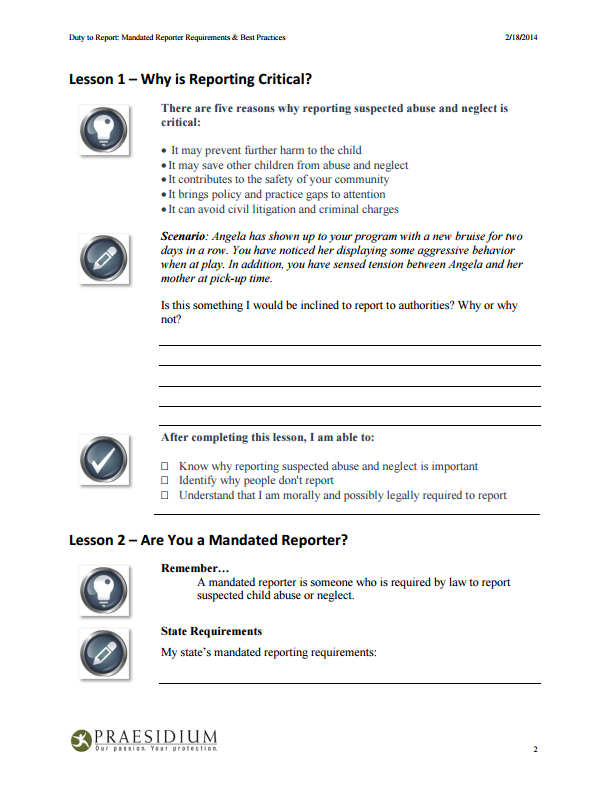 Duty to Report: Mandated Reporter Requirements & Best Practices 2/18/2014
Lesson 1 – Why is Reporting Critical?
There are five reasons why reporting suspected abuse and neglect is
critical:
• It may prevent further harm to the child
• It may save other children from abuse and neglect
• It contributes to the safety of your community
• It brings policy and practice gaps to attention
• It can avoid civil litigation and criminal charges
Scenario: Angela has shown up to your program with a new bruise for two
days in a row. You have noticed her displaying some aggressive behavior
when at play. In addition, you have sensed tension between Angela and her
mother at pick-up time.
Is this something I would be inclined to report to authorities? Why or why
not?
After completing this lesson, I am able to:
☐ Know why reporting suspected abuse and neglect is important
☐ Identify why people don't report
☐ Understand that I am morally and possibly legally required to report
Lesson 2 – Are You a Mandated Reporter?
Remember…
A mandated reporter is someone who is required by law to report
suspected child abuse or neglect.
State Requirements
My state's mandated reporting requirements:
PRAESIDIUM
Our passion. Your protection.
2